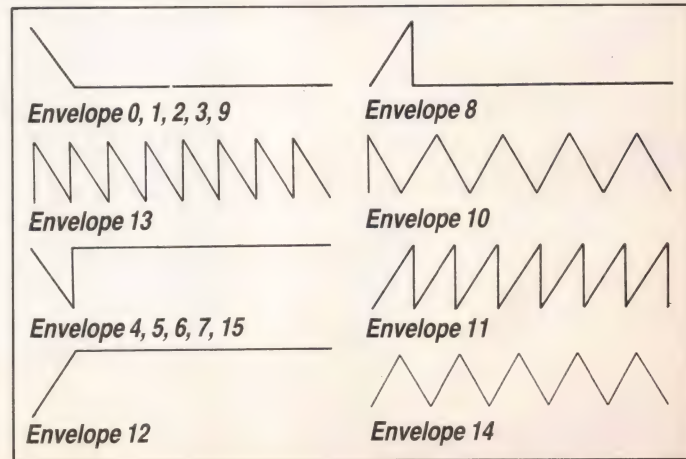 Envelope 0, 1, 2, 3, 9
Envelope 8
Envelope 13
Envelope 10
Envelope 4, 5, 6, 7, 15
Envelope 11
Envelope 12
Envelope 14